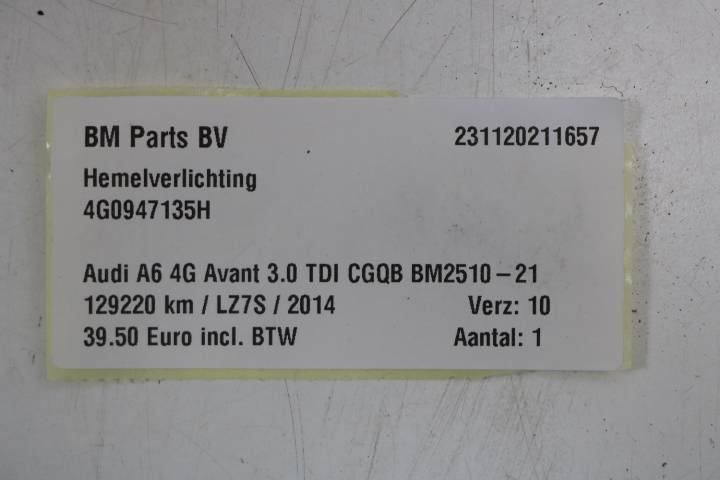 BM Parts BV 231120211657
Hemelverlichting
4G0947135H
Audi A6 4G Avant 3.0 TDI CGQB BM2510 – 21
129220 km / LZ7S / 2014 Verz: 10
39.50 Euro incl. BTW Aantal: 1